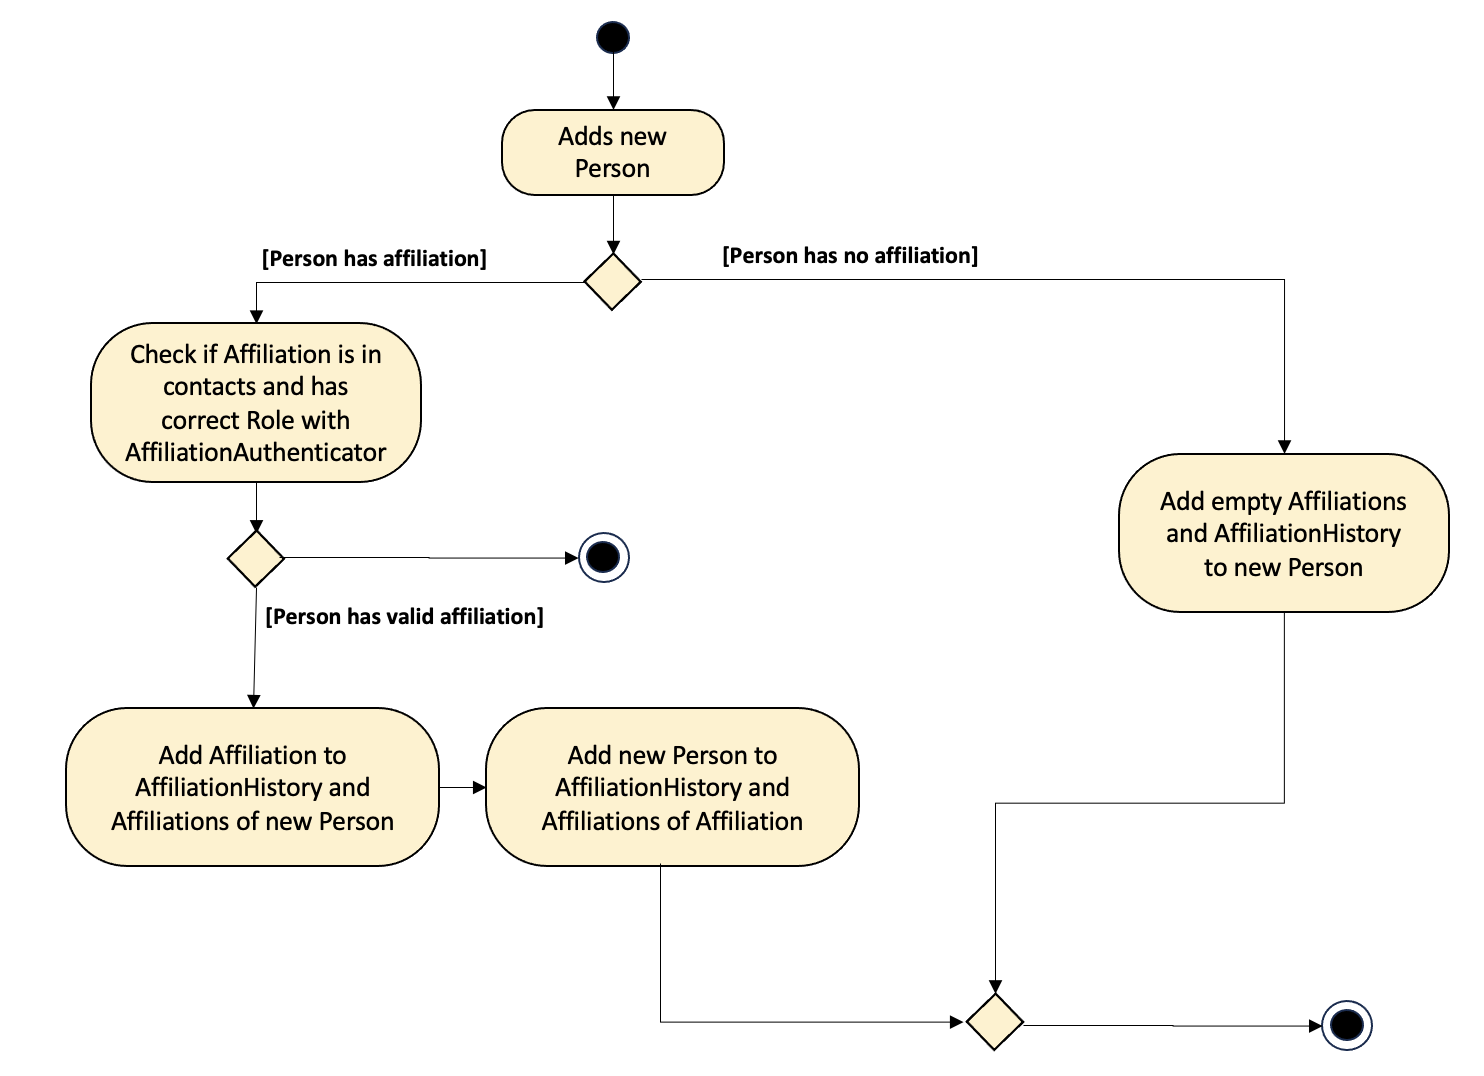 Adds new
Person
[Person has affiliation]
[Person has no affiliation]
Check if Affiliation is in
contacts and has
correct Role with
AffiliationAuthenticator
Add empty Affiliations
and AffiliationHistory
to new Person
[Person has valid affiliation]
Add Affiliation to
AffiliationHistory and
Affiliations of new Person
Add new Person to
AffiliationHistory and
Affiliations of Affiliation